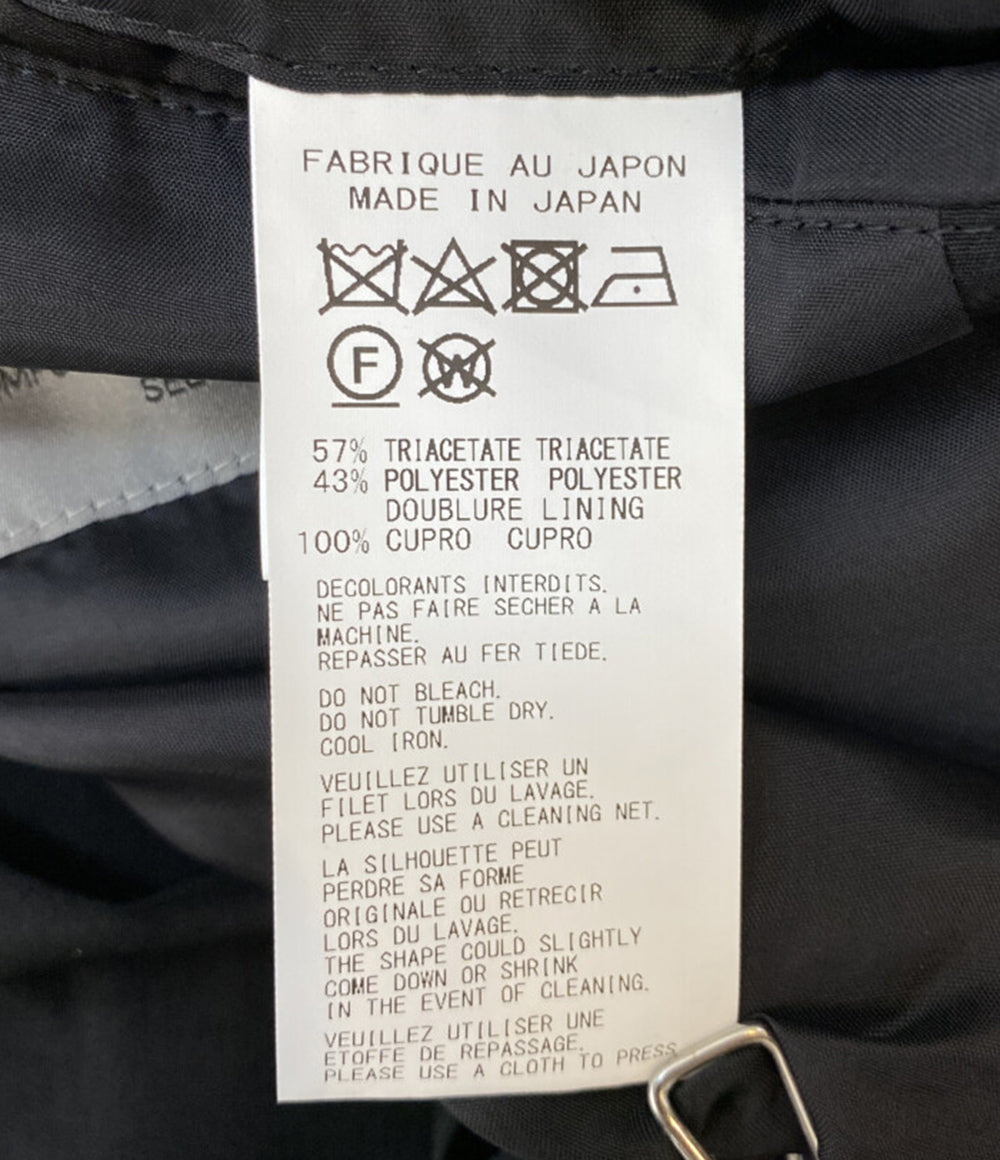 FABRIQUE AU JAPON
MADE IN JAPAN
F
W
57% TRIACETATE TRIACETATE
43% POLYESTER POLYESTER
DOUBLURE LINING
100% CUPRO CUPRO
DECOLORANTS INTERDITS.
NE PAS FAIRE SECHER A LA
MACHINE.
REPASSER AU FER TIEDE.
DO NOT BLEACH.
DO NOT TUMBLE DRY.
COOL IRON.
VEUILLEZ UTILISER UN
FILET LORS DU LAVAGE.
PLEASE USE A CLEANING NET.
LA SILHOUETTE PEUT
PERDRE SA FORME
ORIGINALE OU RETRECIR
LORS DU LAVAGE.
THE SHAPE COULD SLIGHTLY
COME DOWN OR SHRINK
IN THE EVENT OF CLEANING.
VEUILLEZ UTILISER UNE
ETOFFE DE REPASSAGE.
PLEASE USE A CLOTH TO PRESS